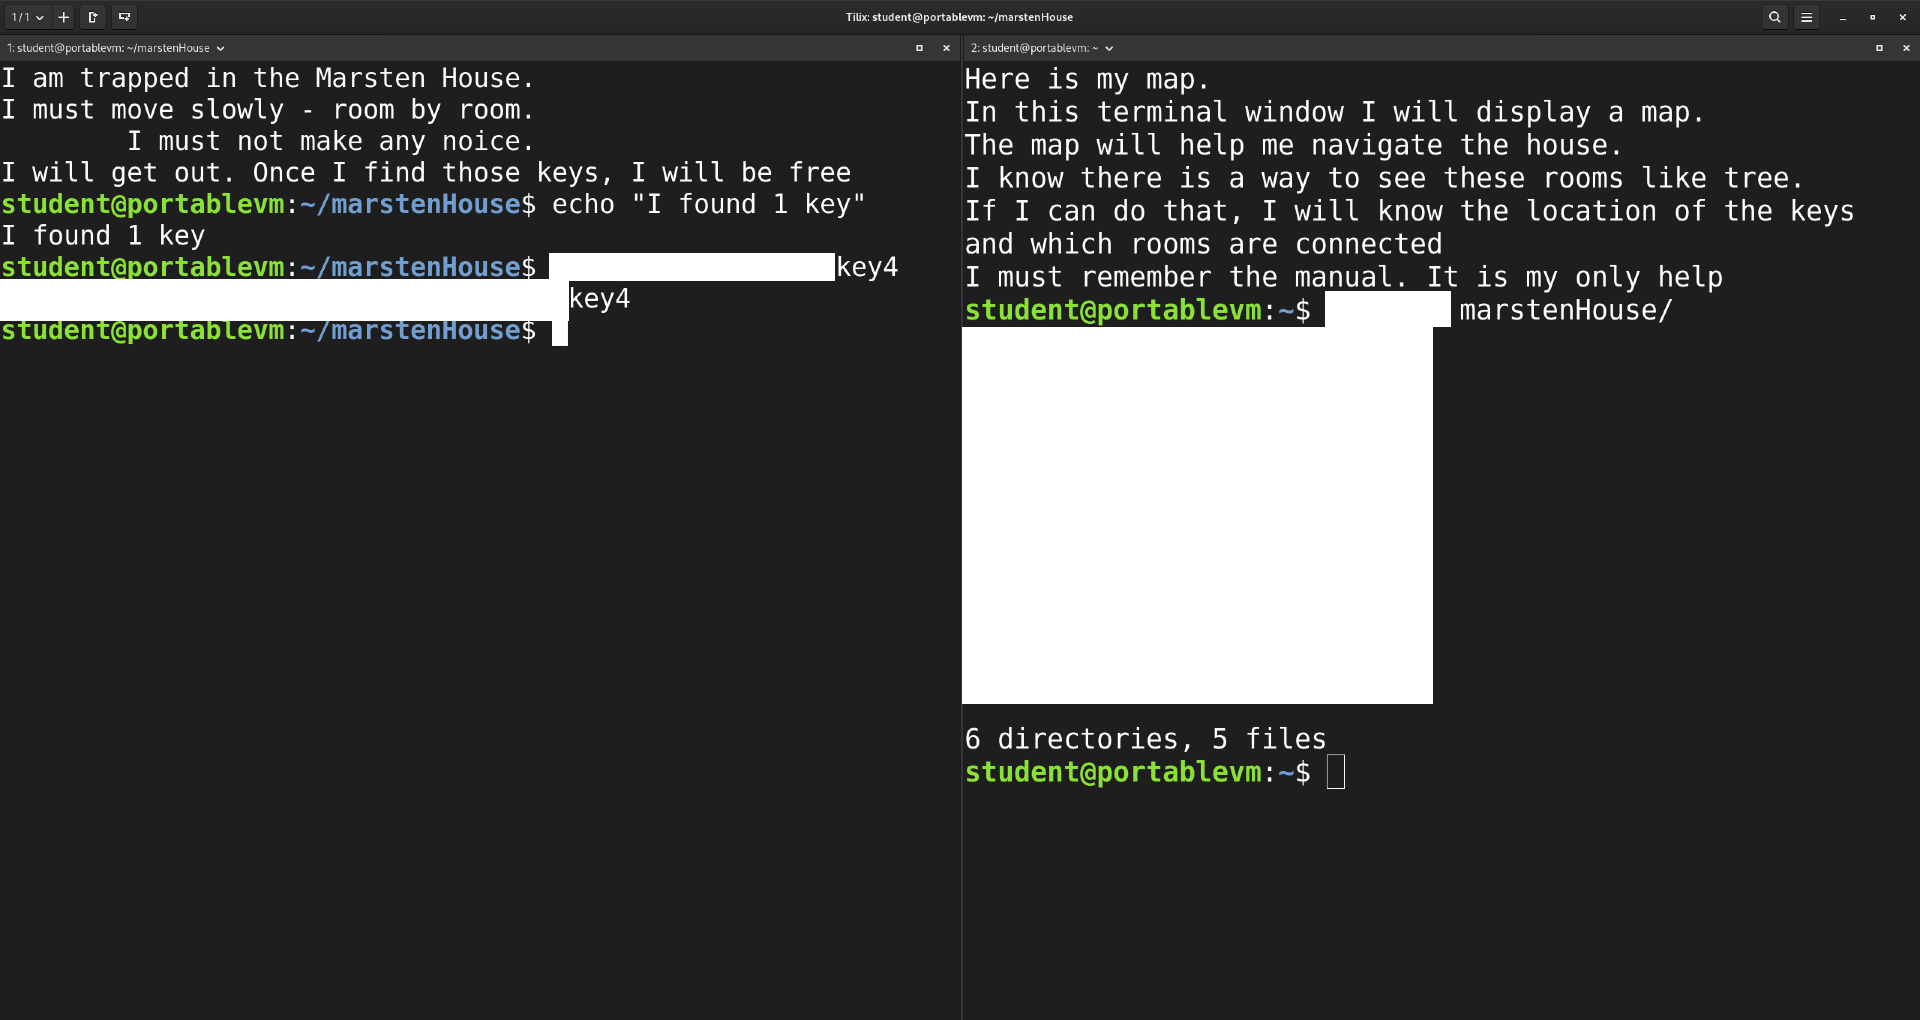 1/1
Tilix: student@portablevm: ~/marstenHouse
1: student@portablevm: ~/marstenHouse
I am trapped in the Marsten House.
I must move slowly - room by room.
I must not make any noice.
I will get out. Once I find those keys, I will be free
student@portablevm:~/marstenHouse$ echo "I found 1 key"
I found 1 key
student@portablevm:~/marstenHouse$ key4
key4
student@portablevm:~/marstenHouse$
2: student@portablevm: ~
Here is my map.
In this terminal window I will display a map.
The map will help me navigate the house.
I know there is a way to see these rooms like tree.
If I can do that, I will know the location of the keys
and which rooms are connected
I must remember the manual. It is my only help
student@portablevm:~$ marstenHouse/
6 directories, 5 files
student@portablevm:~$